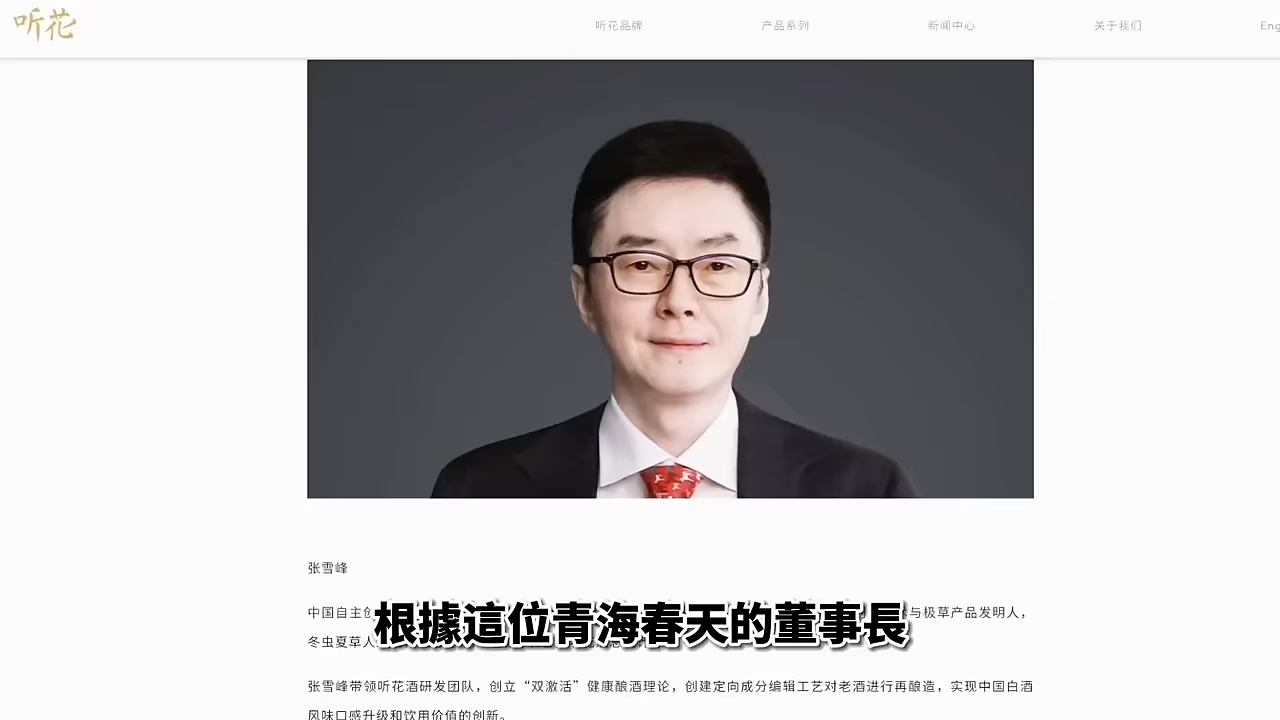 听花
听花品牌 产品系列 新闻中心 关于我们 Eng
张雪峰
中国自主创 与极草产品发明人，
根據這位青海春天的董事長
冬虫夏草人
张雪峰带领听花酒研发团队，创立“双激活”健康酿酒理论，创建定向成分编辑工艺对老酒进行再酿造，实现中国白酒
风味口感升级和饮用价值的创新。